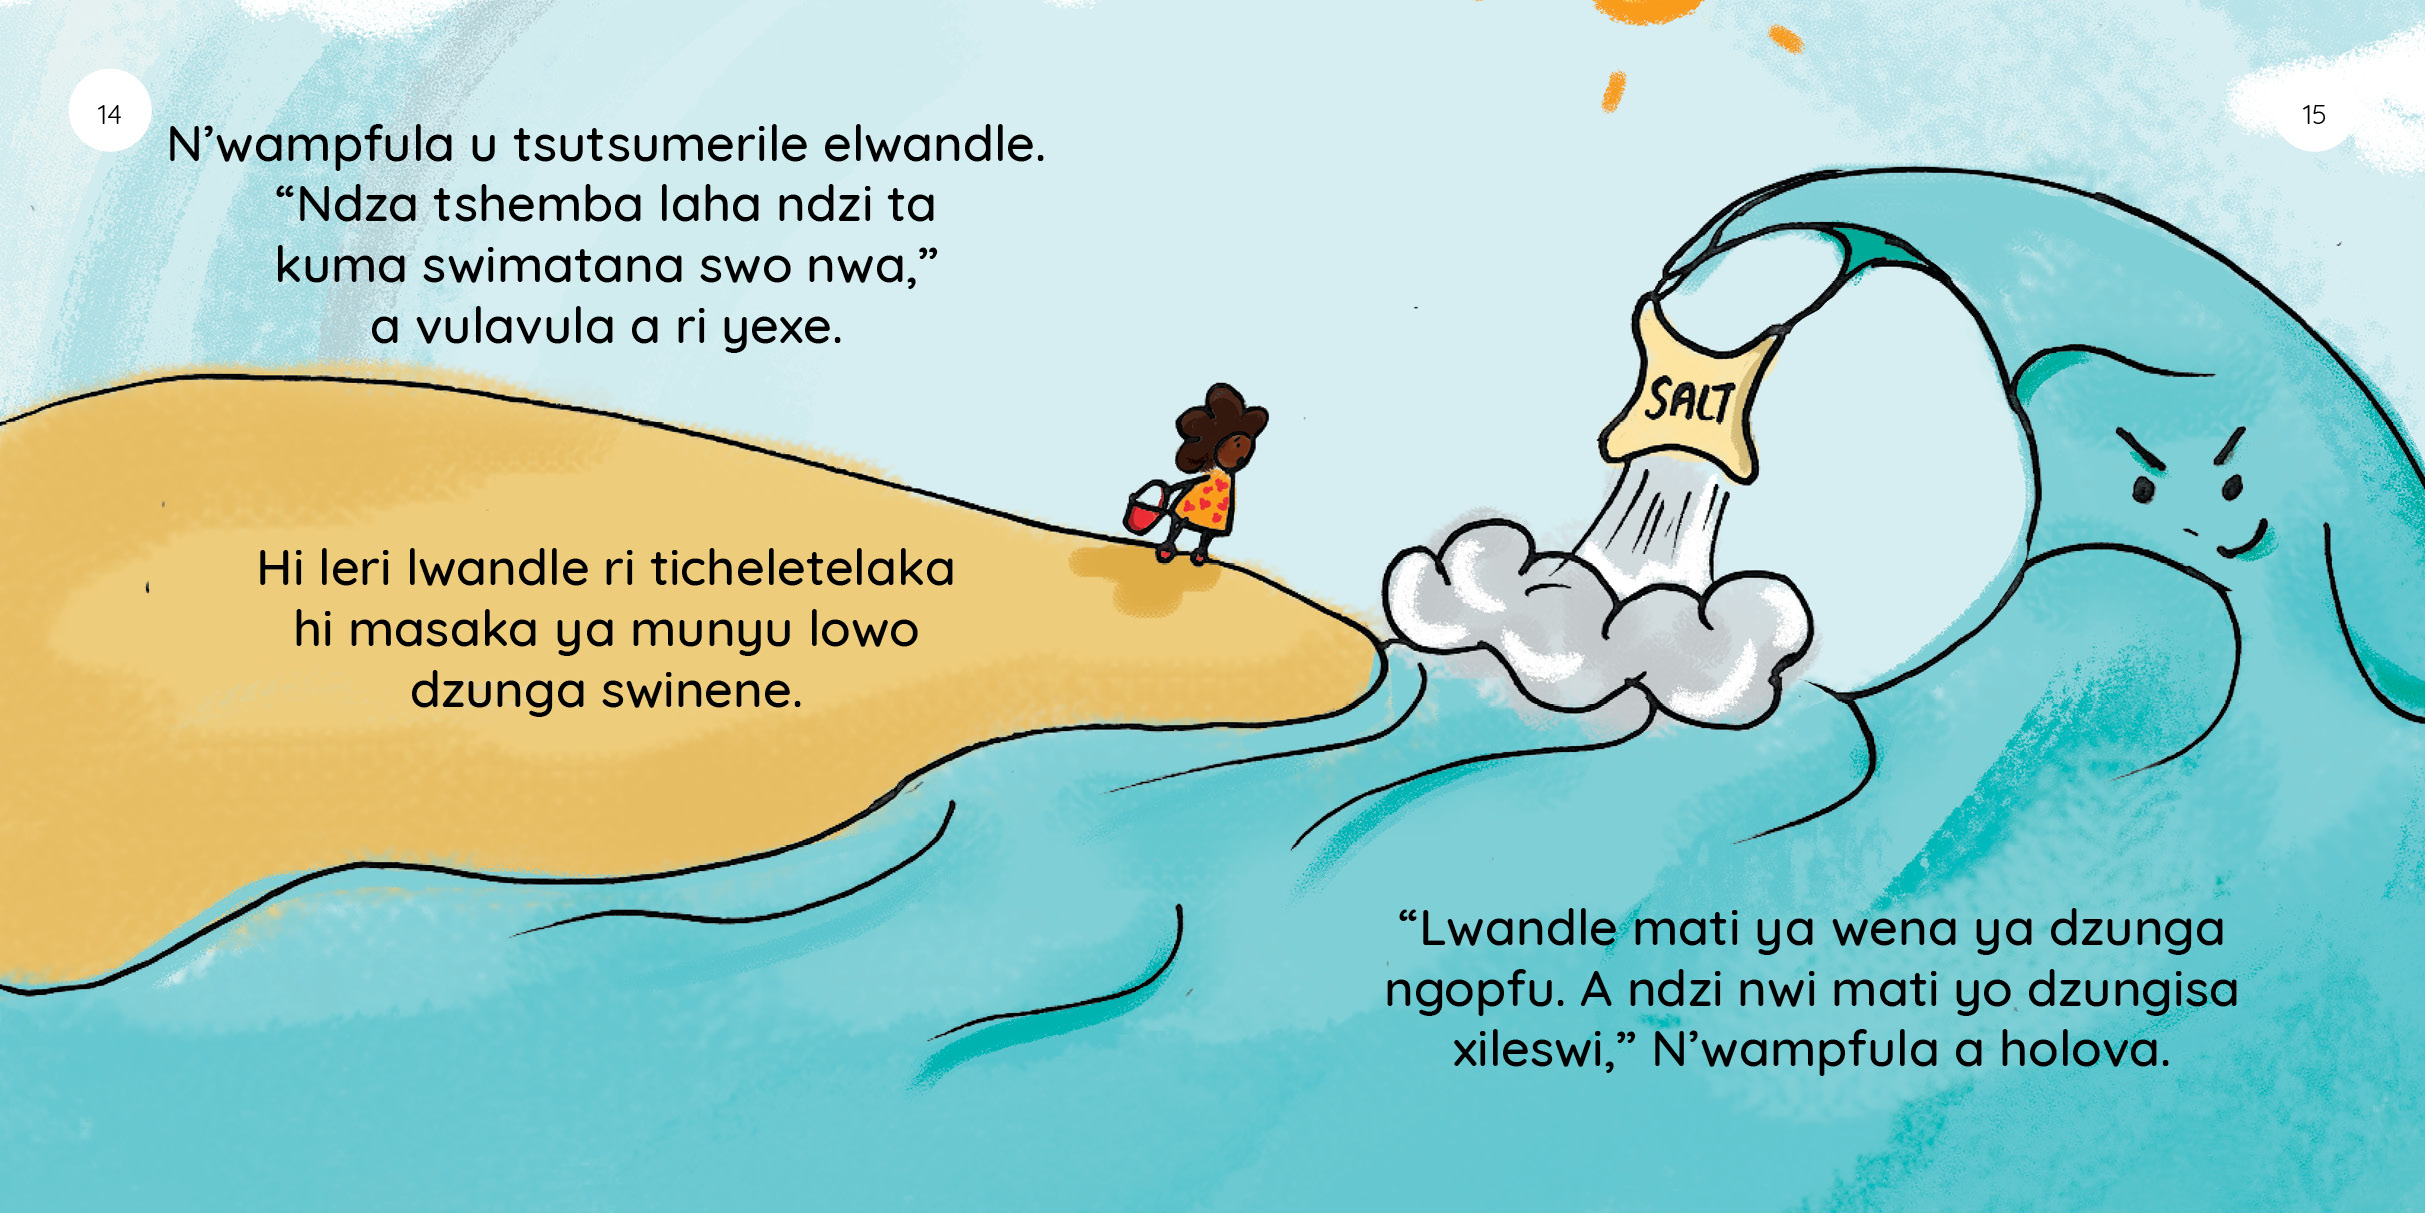 14
N’wampfula u tsutsumerile elwandle.
“Ndza tshemba laha ndzi ta
kuma swimatana swo nwa,”
a vulavula a ri yexe.
Hi leri lwandle ri ticheletelaka
hi masaka ya munyu lowo
dzunga swinene.
15
SALT
“Lwandle mati ya wena ya dzunga
ngopfu. A ndzi nwi mati yo dzungisa
xileswi,” N’wampfula a holova.